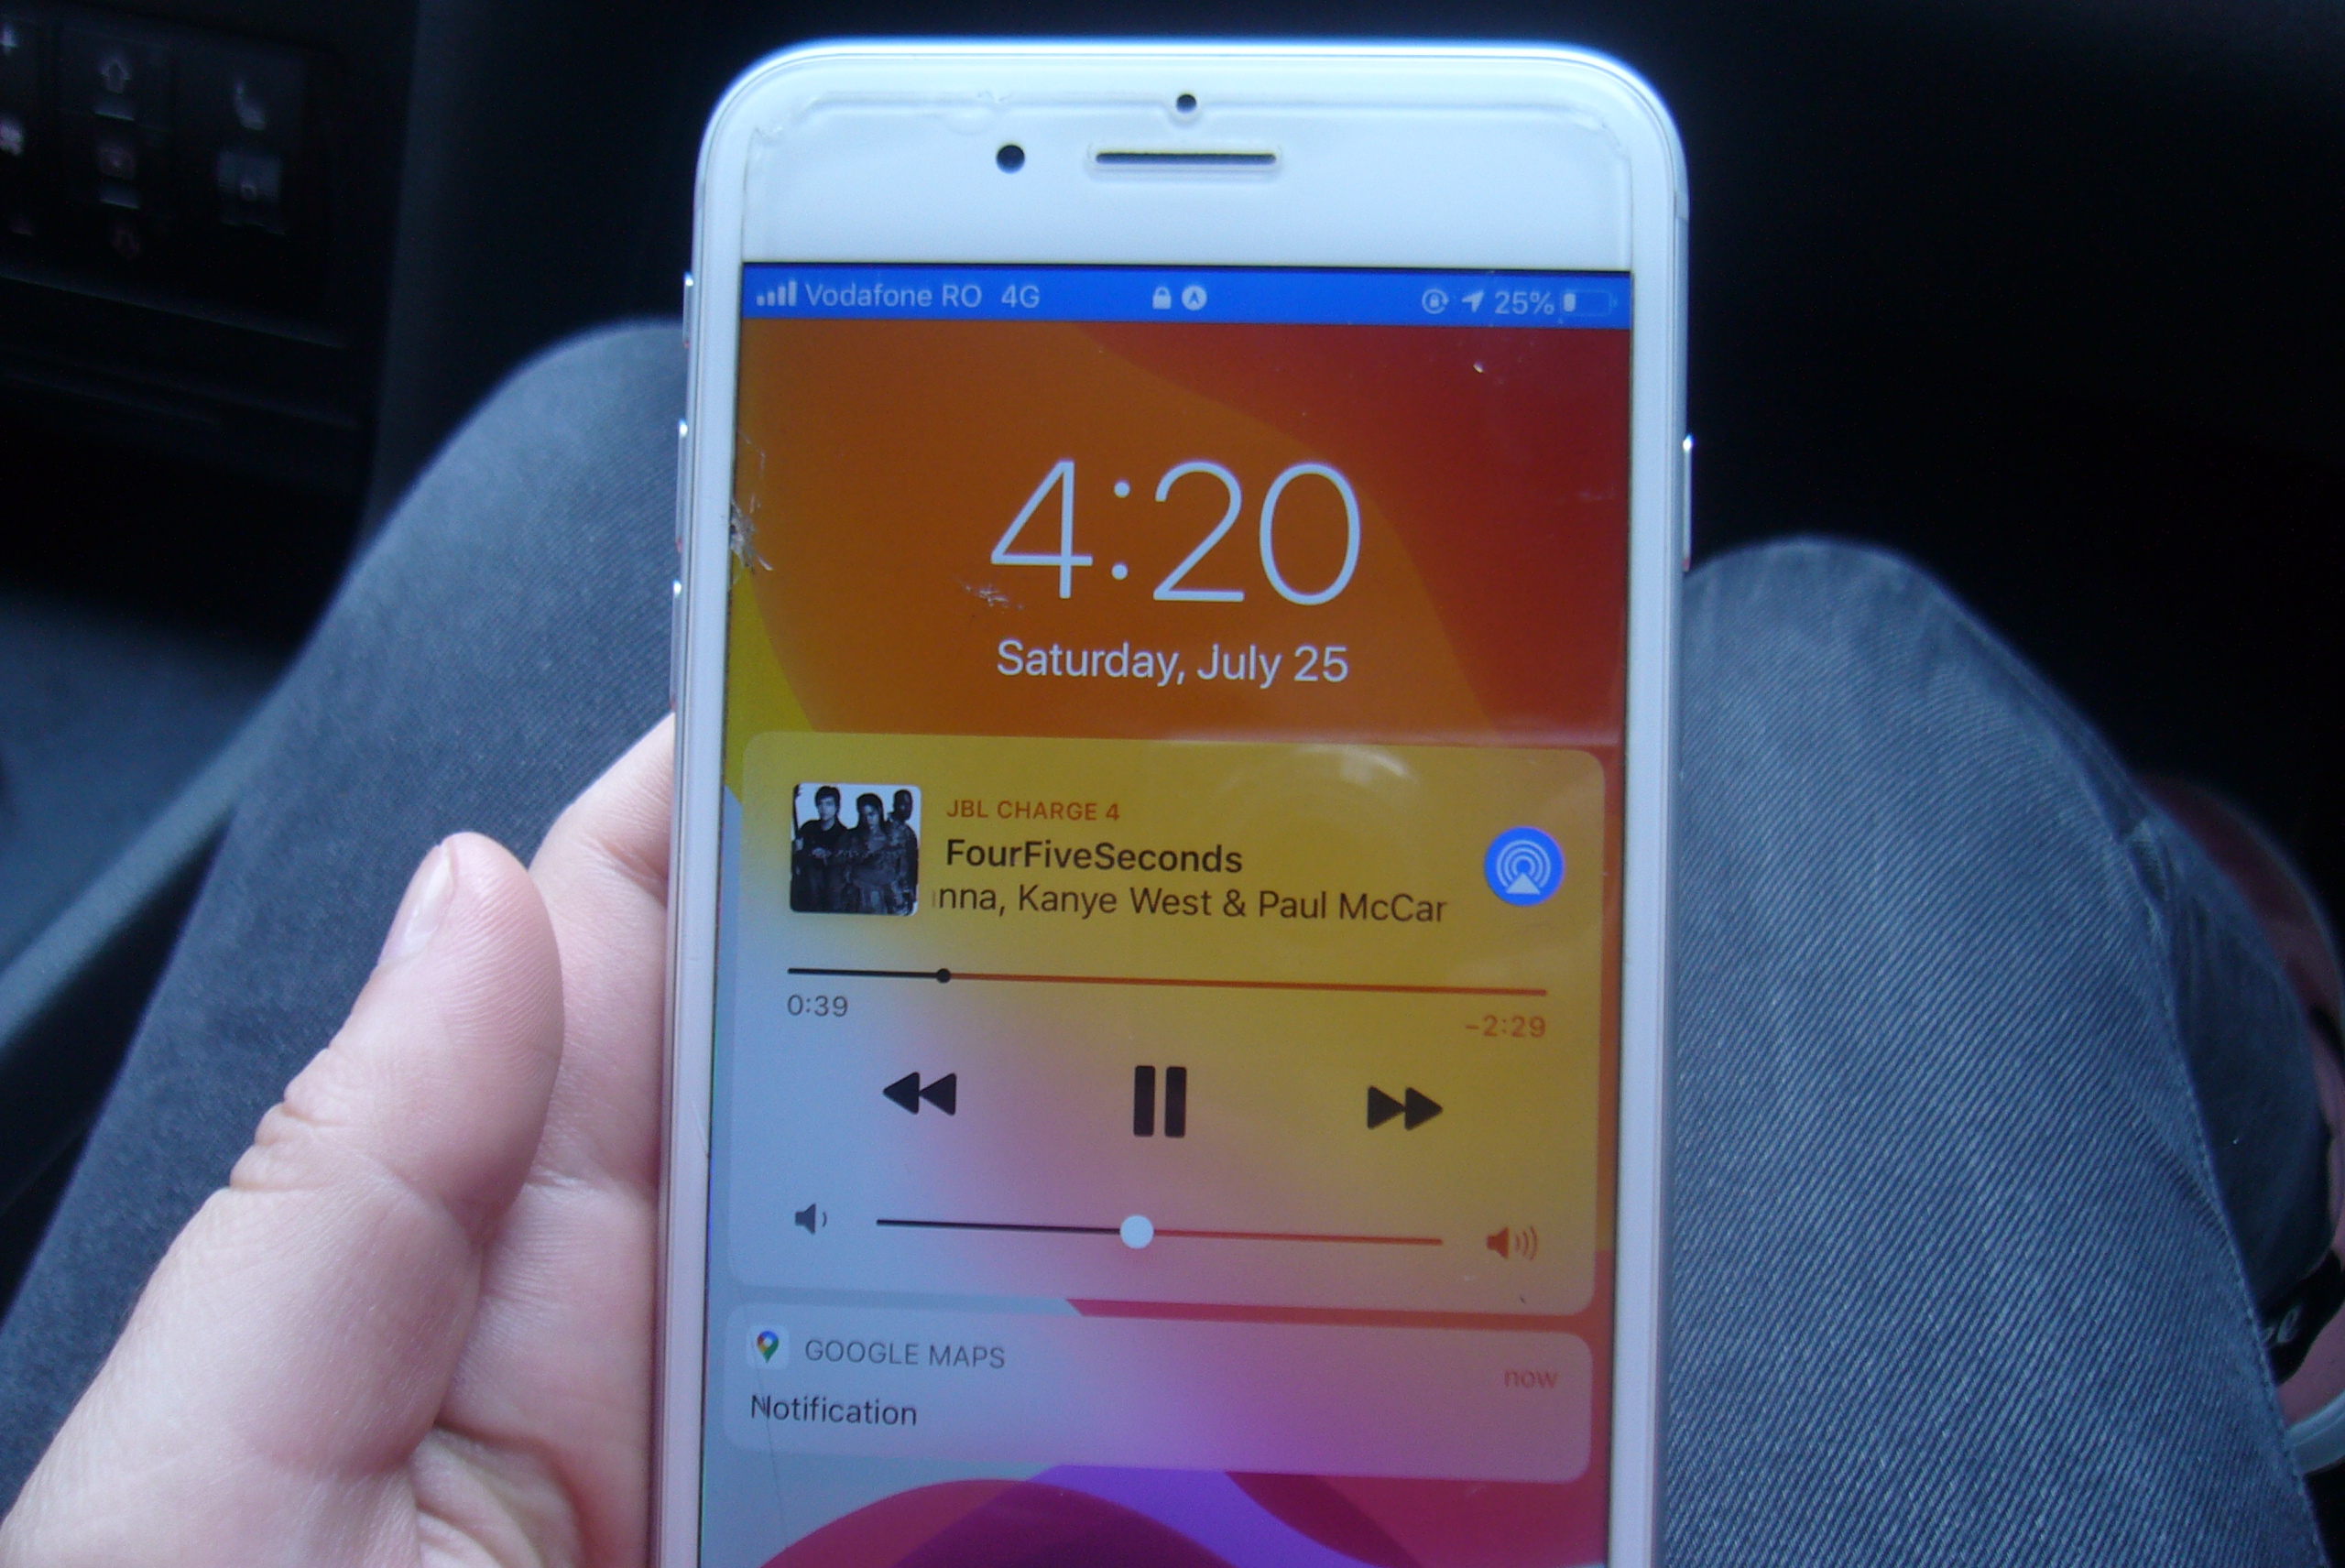 Vodafone RO 4G 25%
4:20
Saturday, July 25
JBL CHARGE 4
FourFiveSeconds
nna, Kanye West & Paul McCar
0:39 -2:29
GOOGLE MAPS now
Notification